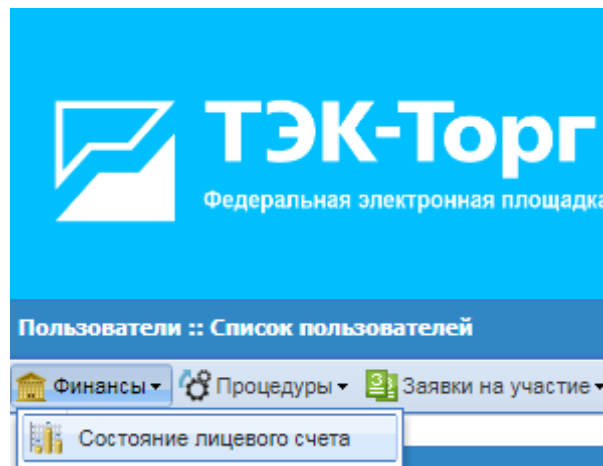 ТЭК-Торг
Федеральная электронная площадка
Пользователи :: Список пользователей
Финансы Процедуры Заявки на участие
Состояние лицевого счета